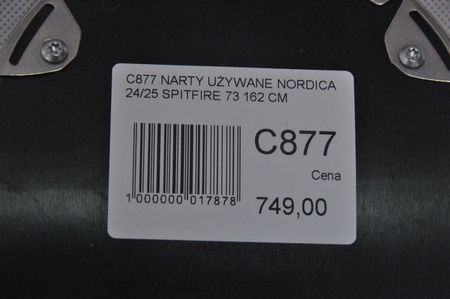 C877 NARTY UŻYWANE NORDICA
24/25 SPITFIRE 73 162 CM
C877
Cena
1 000000 017878
749,00